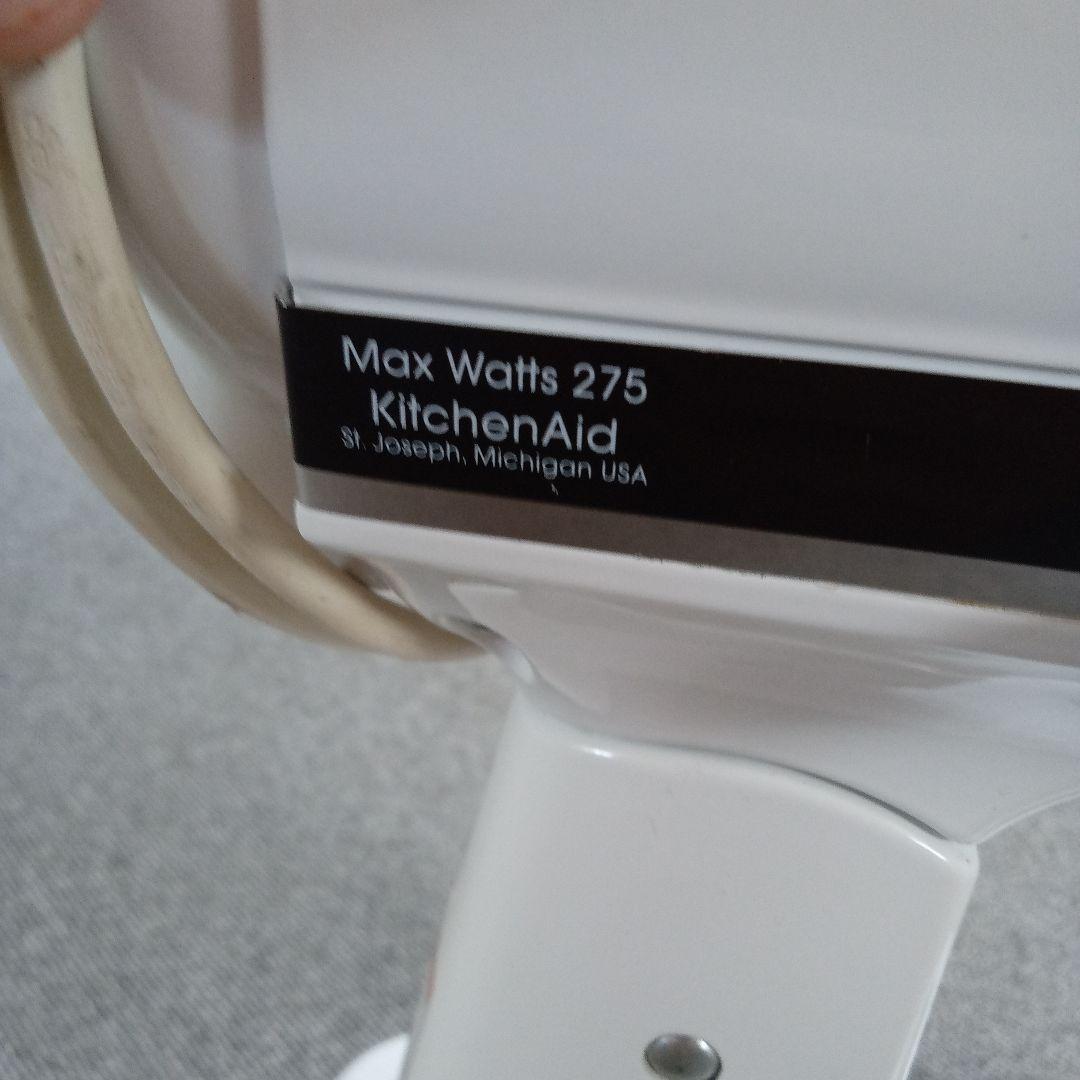 Max Watts 275
KitchenAid
St. Joseph, Michigan USA